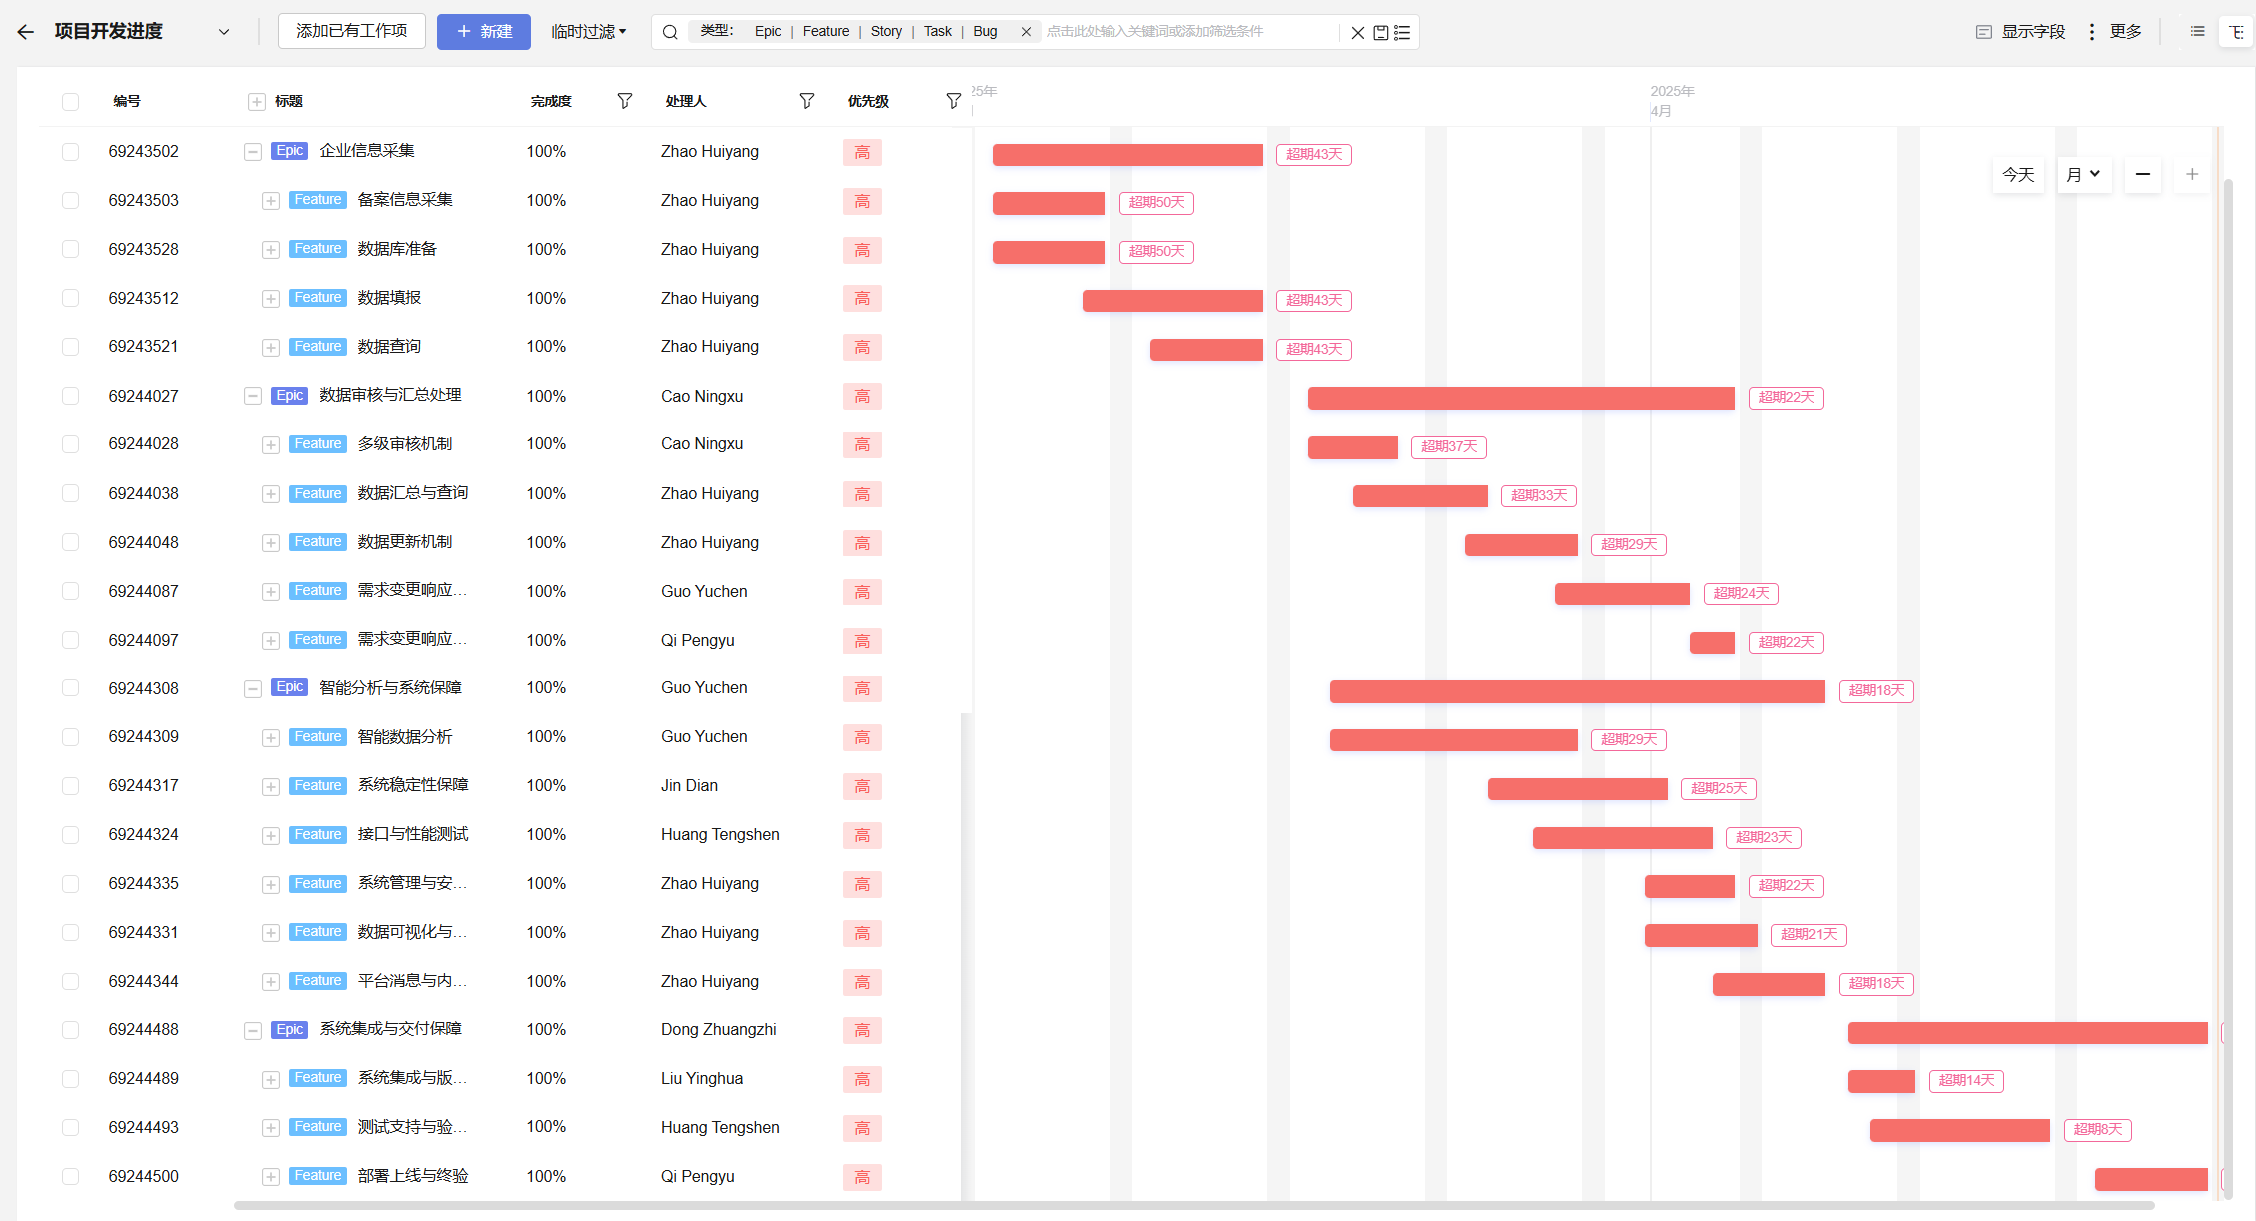 项目开发进度 添加已有工作项 新建 临时过滤 类型: Epic | Feature | Story | Task | Bug 点击此处输入关键词或添加筛选条件 显示字段 更多
编号 标题 完成度 处理人 优先级 25年 2025年
4月
今天 月
69243502 Epic 企业信息采集 100% Zhao Huiyang 高 超期43天
69243503 Feature 备案信息采集 100% Zhao Huiyang 高 超期50天
69243528 Feature 数据库准备 100% Zhao Huiyang 高 超期50天
69243512 Feature 数据填报 100% Zhao Huiyang 高 超期43天
69243521 Feature 数据查询 100% Zhao Huiyang 高 超期43天
69244027 Epic 数据审核与汇总处理 100% Cao Ningxu 高 超期22天
69244028 Feature 多级审核机制 100% Cao Ningxu 高 超期37天
69244038 Feature 数据汇总与查询 100% Zhao Huiyang 高 超期33天
69244048 Feature 数据更新机制 100% Zhao Huiyang 高 超期29天
69244087 Feature 需求变更响应... 100% Guo Yuchen 高 超期24天
69244097 Feature 需求变更响应... 100% Qi Pengyu 高 超期22天
69244308 Epic 智能分析与系统保障 100% Guo Yuchen 高 超期18天
69244309 Feature 智能数据分析 100% Guo Yuchen 高 超期29天
69244317 Feature 系统稳定性保障 100% Jin Dian 高 超期25天
69244324 Feature 接口与性能测试 100% Huang Tengshen 高 超期23天
69244335 Feature 系统管理与安... 100% Zhao Huiyang 高 超期22天
69244331 Feature 数据可视化与... 100% Zhao Huiyang 高 超期21天
69244344 Feature 平台消息与内... 100% Zhao Huiyang 高 超期18天
69244488 Epic 系统集成与交付保障 100% Dong Zhuangzhi 高
69244489 Feature 系统集成与版... 100% Liu Yinghua 高 超期14天
69244493 Feature 测试支持与验... 100% Huang Tengshen 高 超期8天
69244500 Feature 部署上线与终验 100% Qi Pengyu 高